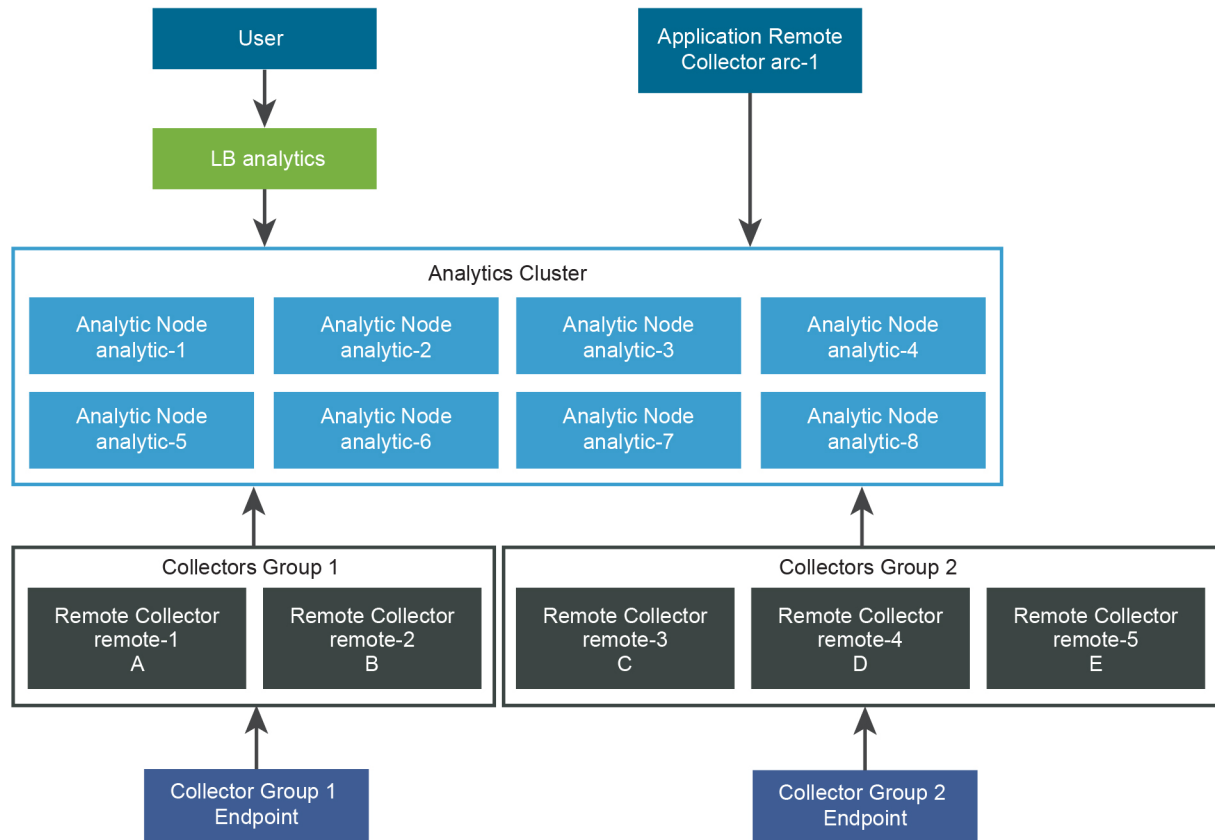 User
Application Remote
Collector arc-1
LB analytics
Analytics Cluster
Analytic Node
analytic-1
Analytic Node
analytic-2
Analytic Node
analytic-3
Analytic Node
analytic-4
Analytic Node
analytic-5
Analytic Node
analytic-6
Analytic Node
analytic-7
Analytic Node
analytic-8
Collectors Group 1
Remote Collector
remote-1
A
Remote Collector
remote-2
B
Collectors Group 2
Remote Collector
remote-3
C
Remote Collector
remote-4
D
Remote Collector
remote-5
E
Collector Group 1
Endpoint
Collector Group 2
Endpoint